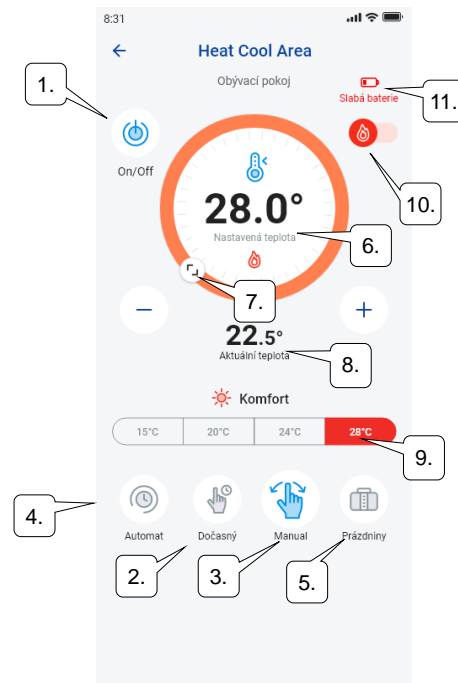 8:31
Heat Cool Area
Obývací pokoj
1.
Slabá baterie
11.
On/Off
28.0°
Nastavená teplota
10.
6.
7.
22.5°
Aktuální teplota
8.
Komfort
15°C 20°C 24°C 28°C
9.
4.
Automat Dočasný Manual Prázdniny
2. 3. 5.